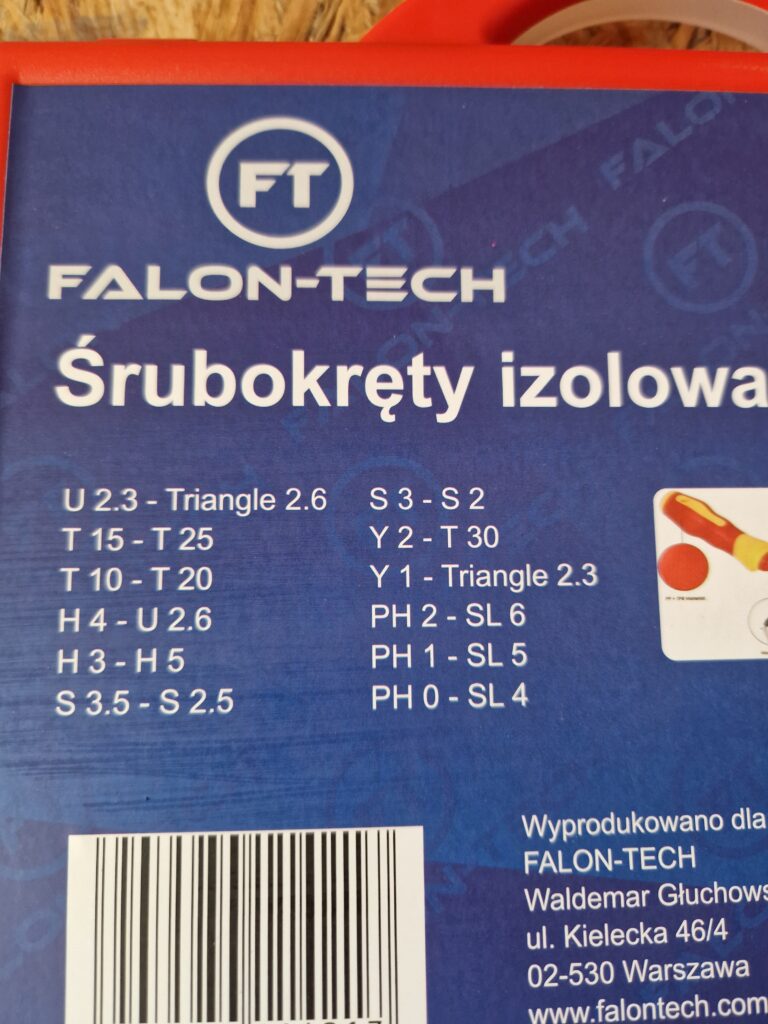 FT
FALON-TECH
Śrubokręty izolowa
U 2.3 - Triangle 2.6
T 15 - T 25
T 10 - T 20
H 4 - U 2.6
H 3 - H 5
S 3.5 - S 2.5
S 3 - S 2
Y 2 - T 30
Y 1 - Triangle 2.3
PH 2 - SL 6
PH 1 - SL 5
PH 0 - SL 4
Wyprodukowano dla
FALON-TECH
Waldemar Głuchows
ul. Kielecka 46/4
02-530 Warszawa
www.falontech.com